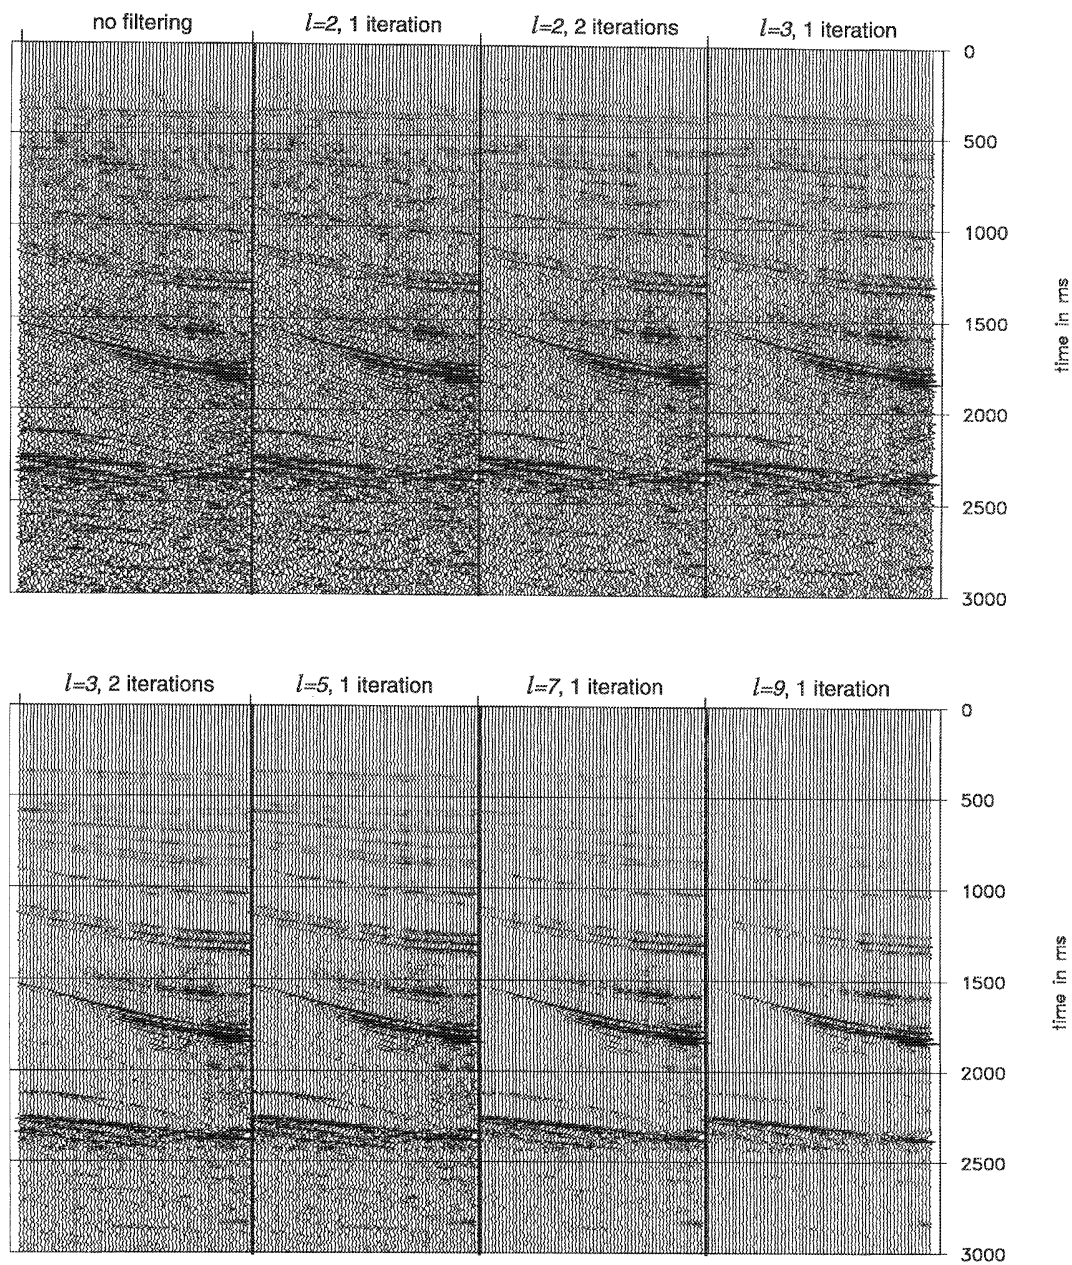 no filtering
l=2, 1 iteration
l=2, 2 iterations
l=3, 1 iteration
0
500
1000
1500
2000
2500
3000
time in ms
l=3, 2 iterations
l=5, 1 iteration
l=7, 1 iteration
l=9, 1 iteration
0
500
1000
1500
2000
2500
3000
time in ms